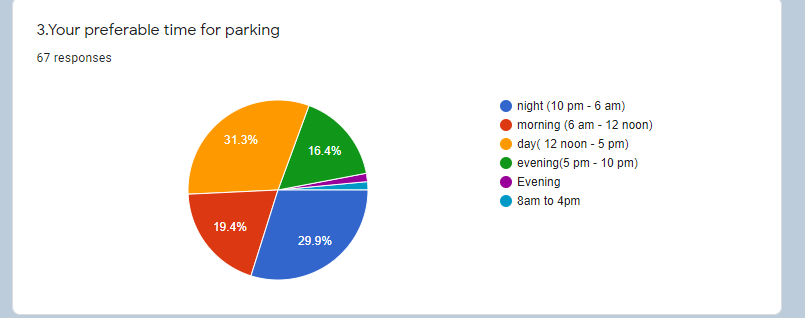 3.Your preferable time for parking
67 responses
31.3%
16.4%
19.4%
29.9%
night (10 pm - 6 am)
morning (6 am - 12 noon)
day( 12 noon - 5 pm)
evening(5 pm - 10 pm)
Evening
8am to 4pm